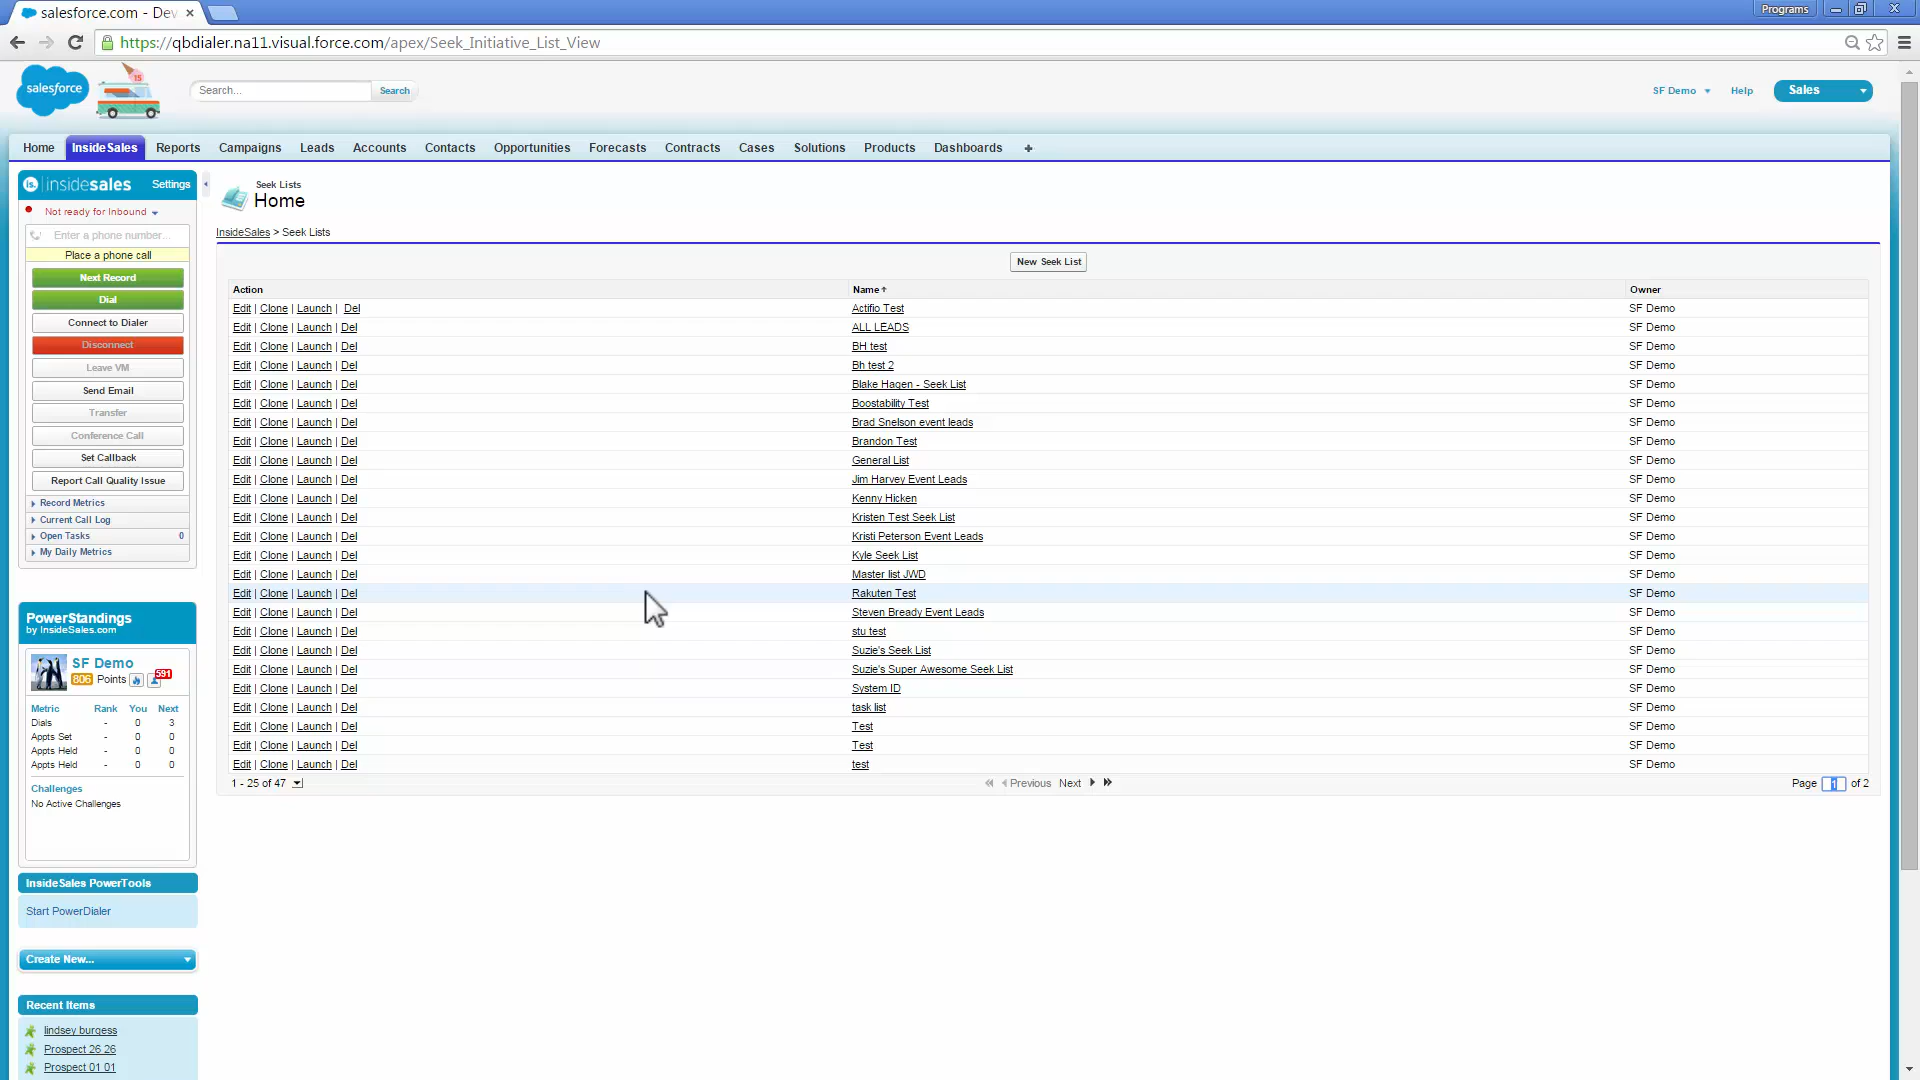 salesforce.com - Dev
Programs
https://qbdialer.na11.visual.force.com/apex/Seek_Initiative_List_View
salesforce
15
Search...
Search
SF Demo
Help
Sales
Home
InsideSales
Reports
Campaigns
Leads
Accounts
Contacts
Opportunities
Forecasts
Contracts
Cases
Solutions
Products
Dashboards
+
is. insidesales Settings
Not ready for Inbound
Enter a phone number...
Place a phone call
Next Record
Dial
Connect to Dialer
Disconnect
Leave VM
Send Email
Transfer
Conference Call
Set Callback
Report Call Quality Issue
Record Metrics
Current Call Log
Open Tasks 0
My Daily Metrics
PowerStandings
by InsideSales.com
SF Demo
806 Points 591
Metric Rank You Next
Dials - 0 3
Appts Set - 0 0
Appts Held - 0 0
Appts Held - 0 0
Challenges
No Active Challenges
InsideSales PowerTools
Start PowerDialer
Create New...
Recent Items
lindsey burgess
Prospect 26 26
Prospect 01 01
Seek Lists
Home
InsideSales > Seek Lists
New Seek List
Action Name Owner
Edit | Clone | Launch | Del Actifio Test SF Demo
Edit | Clone | Launch | Del ALL LEADS SF Demo
Edit | Clone | Launch | Del BH test SF Demo
Edit | Clone | Launch | Del Bh test 2 SF Demo
Edit | Clone | Launch | Del Blake Hagen - Seek List SF Demo
Edit | Clone | Launch | Del Boostability Test SF Demo
Edit | Clone | Launch | Del Brad Snelson event leads SF Demo
Edit | Clone | Launch | Del Brandon Test SF Demo
Edit | Clone | Launch | Del General List SF Demo
Edit | Clone | Launch | Del Jim Harvey Event Leads SF Demo
Edit | Clone | Launch | Del Kenny Hicken SF Demo
Edit | Clone | Launch | Del Kristen Test Seek List SF Demo
Edit | Clone | Launch | Del Kristi Peterson Event Leads SF Demo
Edit | Clone | Launch | Del Kyle Seek List SF Demo
Edit | Clone | Launch | Del Master list JWD SF Demo
Edit | Clone | Launch | Del Rakuten Test SF Demo
Edit | Clone | Launch | Del Steven Bready Event Leads SF Demo
Edit | Clone | Launch | Del stu test SF Demo
Edit | Clone | Launch | Del Suzie's Seek List SF Demo
Edit | Clone | Launch | Del Suzie's Super Awesome Seek List SF Demo
Edit | Clone | Launch | Del System ID SF Demo
Edit | Clone | Launch | Del task list SF Demo
Edit | Clone | Launch | Del Test SF Demo
Edit | Clone | Launch | Del Test SF Demo
Edit | Clone | Launch | Del test SF Demo
1 - 25 of 47 Previous Next Page 1 of 2